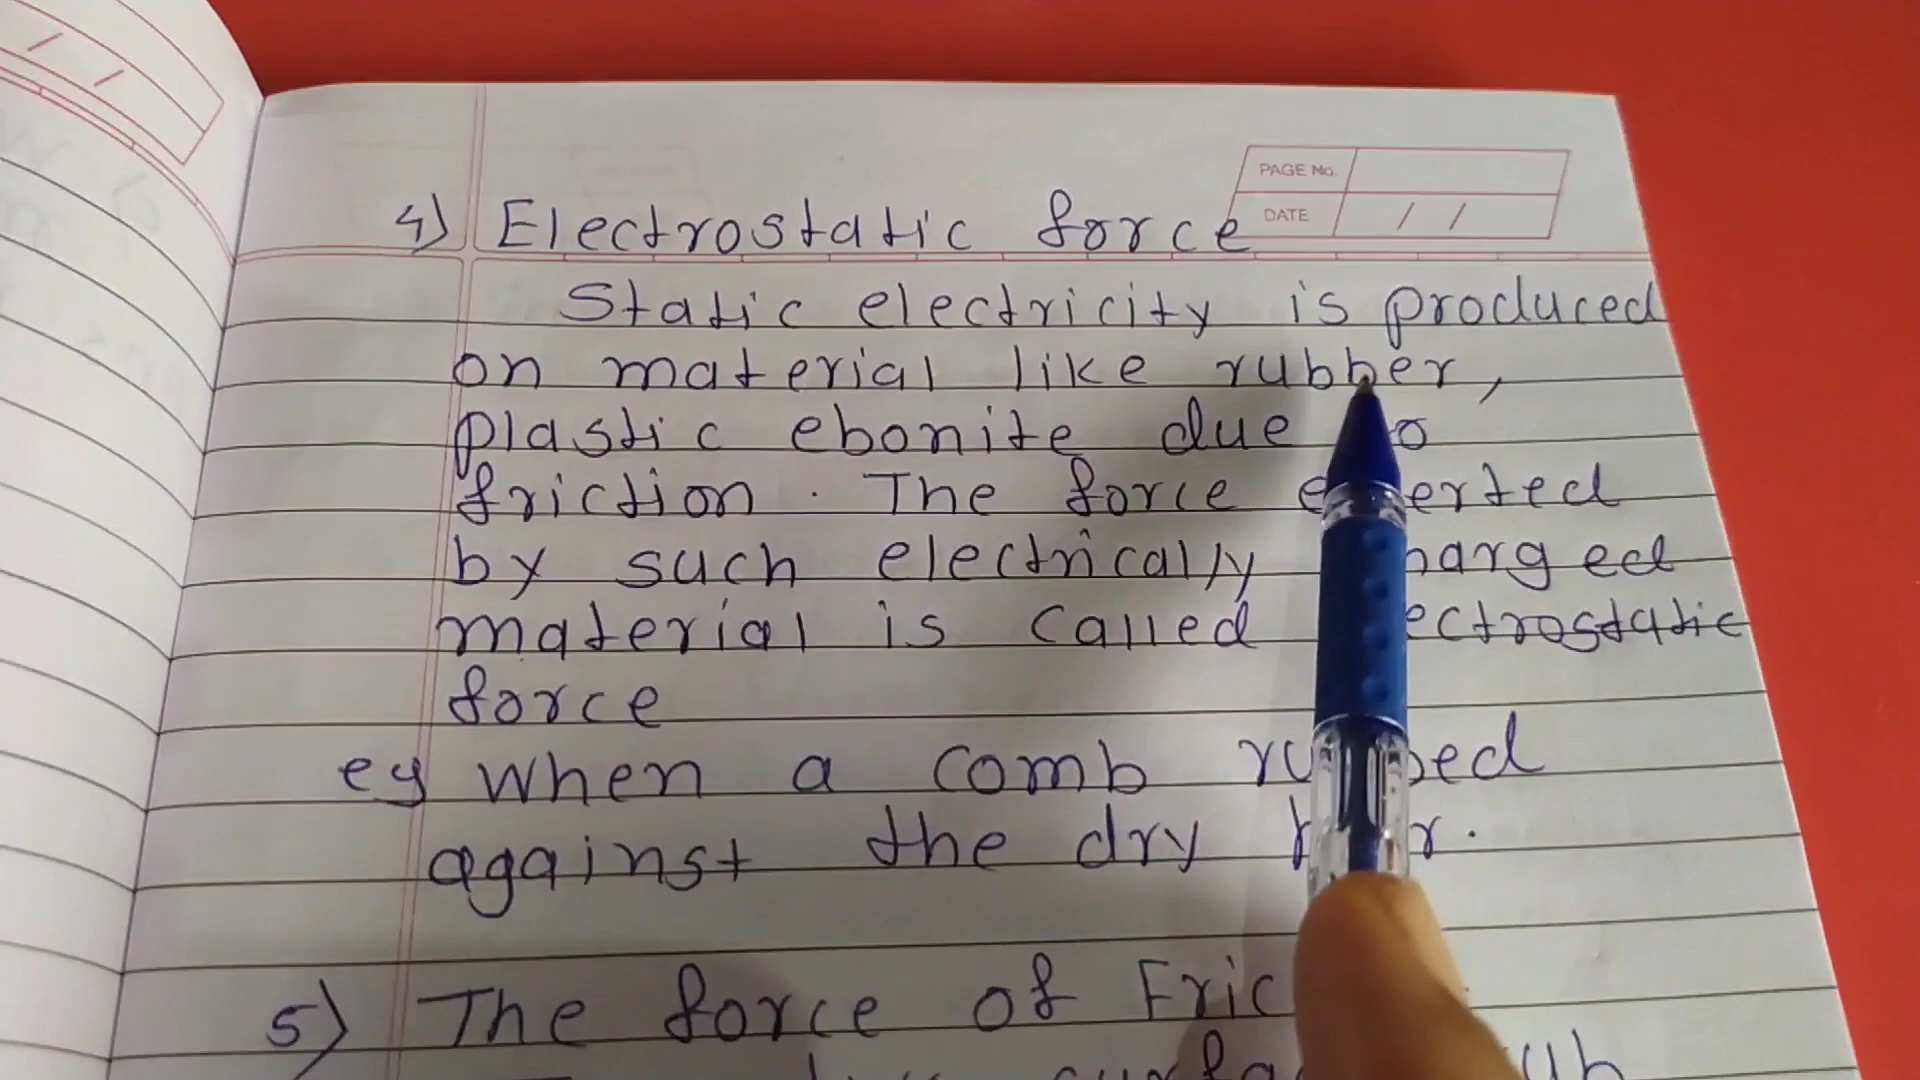 PAGE No.
DATE / /
4) Electrostatic force
Static electricity is produced
on material like rubber,
plastic ebonite due
friction. The force
by such electrically
material is called
force
eg when a comb
against the dry
5) The force of